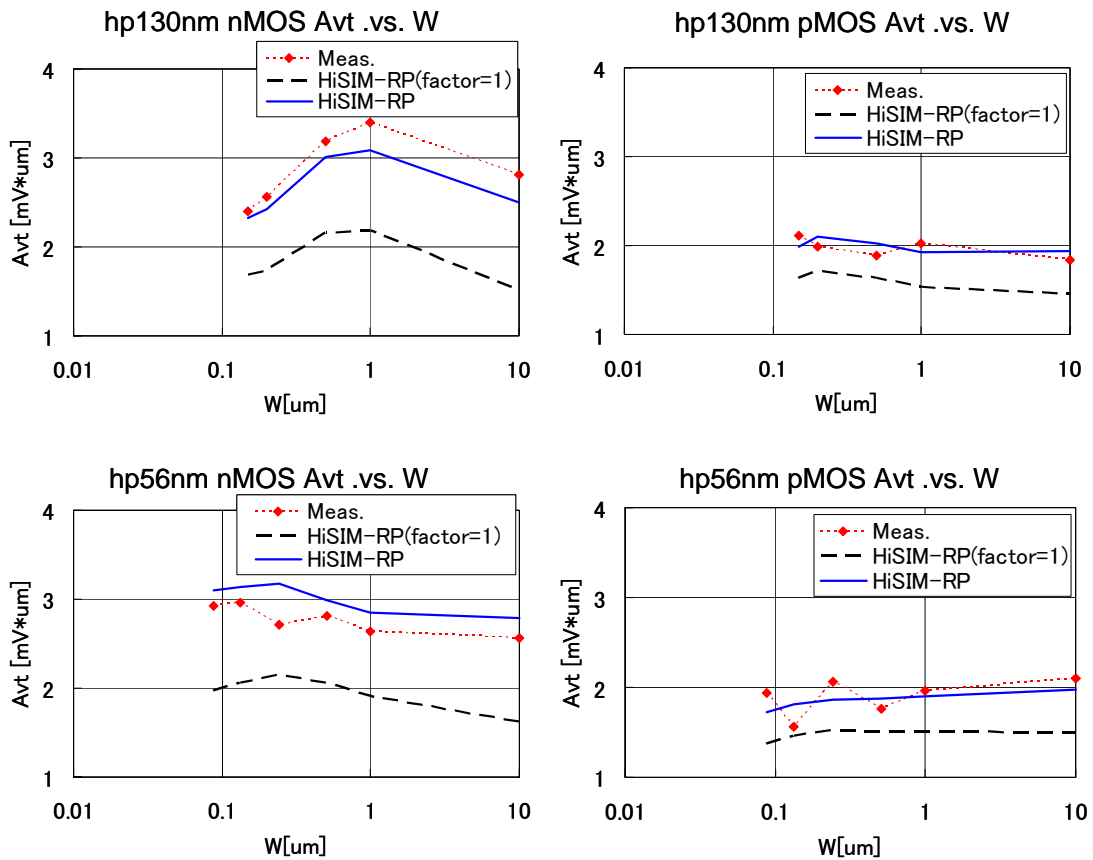 hp130nm nMOS Avt .vs. W
Meas.
HiSIM-RP(factor=1)
HiSIM-RP
Avt [mV*um]
4
3
2
1
0.01
0.1
1
10
W[um]
hp130nm pMOS Avt .vs. W
Meas.
HiSIM-RP(factor=1)
HiSIM-RP
Avt [mV*um]
4
3
2
1
0.01
0.1
1
10
W[um]
hp56nm nMOS Avt .vs. W
Meas.
HiSIM-RP(factor=1)
HiSIM-RP
Avt [mV*um]
4
3
2
1
0.01
0.1
1
10
W[um]
hp56nm pMOS Avt .vs. W
Meas.
HiSIM-RP(factor=1)
HiSIM-RP
Avt [mV*um]
4
3
2
1
0.01
0.1
1
10
W[um]